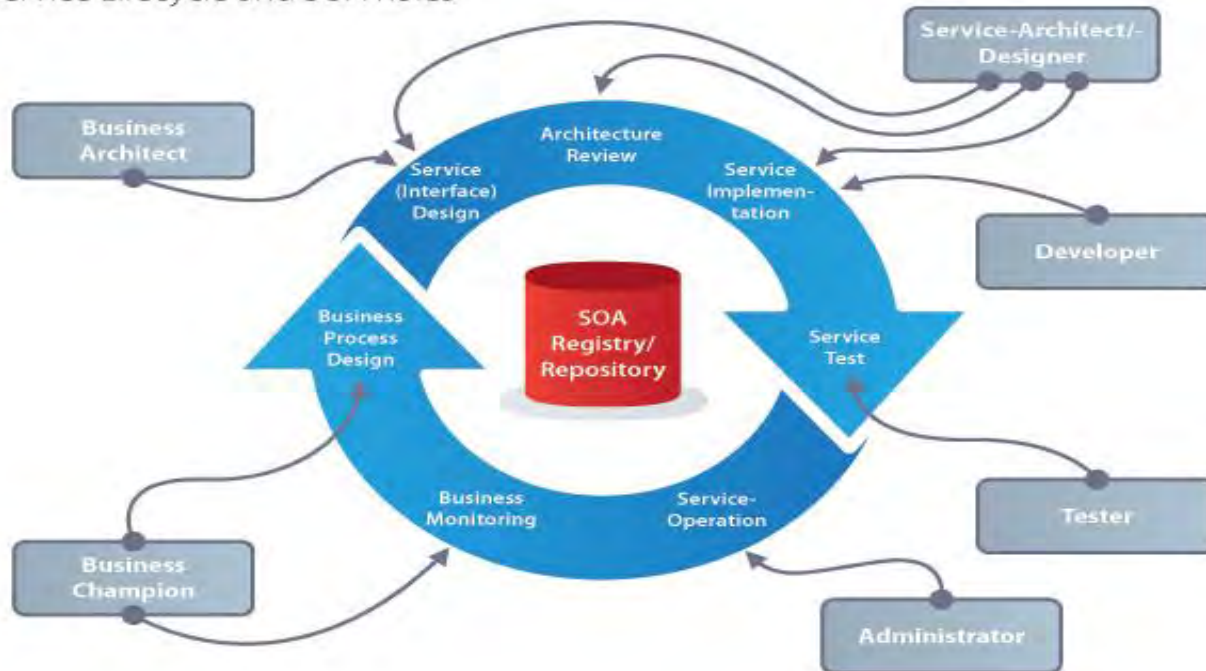 Service-Architect/-
Designer
Business
Architect
Architecture
Review
Service
(Interface)
Design
Service
Implemen-
tation
Developer
Business
Process
Design
SOA
Registry/
Repository
Service
Test
Business
Monitoring
Service-
Operation
Tester
Business
Champion
Administrator